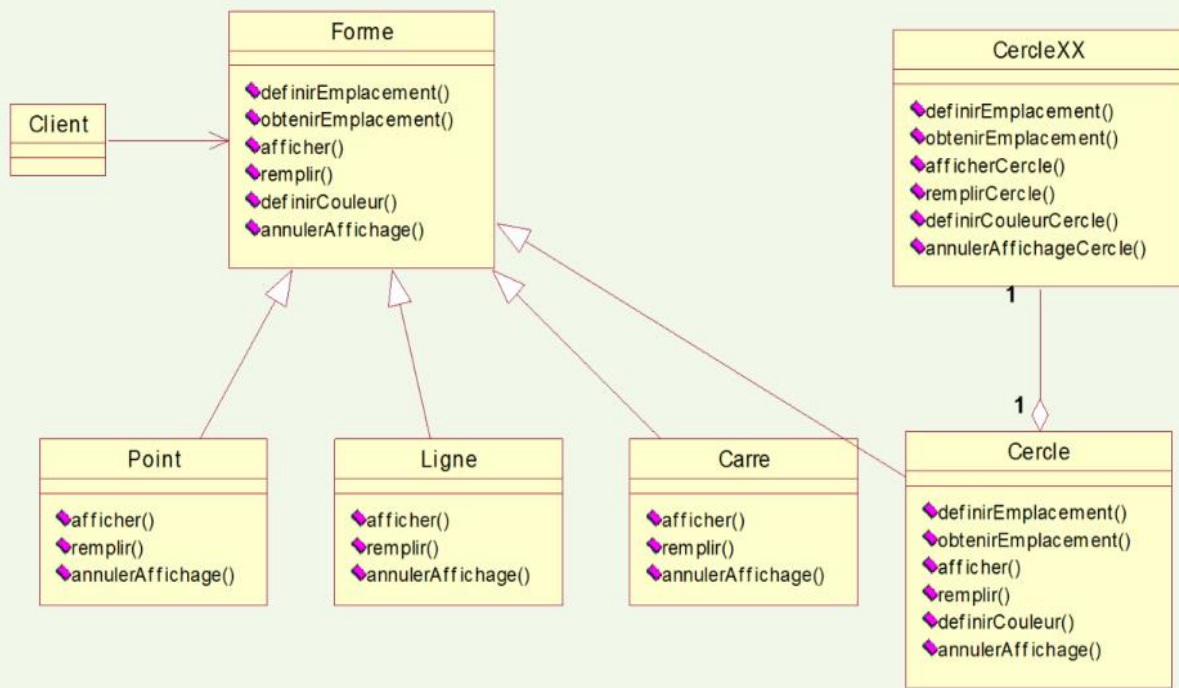 Forme
definirEmplacement()
obtenirEmplacement()
afficher()
remplir()
definirCouleur()
annulerAffichage()
CercleXX
definirEmplacement()
obtenirEmplacement()
afficherCercle()
remplirCercle()
definirCouleurCercle()
annulerAffichageCercle()
Client
1
1
Point
afficher()
remplir()
annulerAffichage()
Ligne
afficher()
remplir()
annulerAffichage()
Carre
afficher()
remplir()
annulerAffichage()
Cercle
definirEmplacement()
obtenirEmplacement()
afficher()
remplir()
definirCouleur()
annulerAffichage()